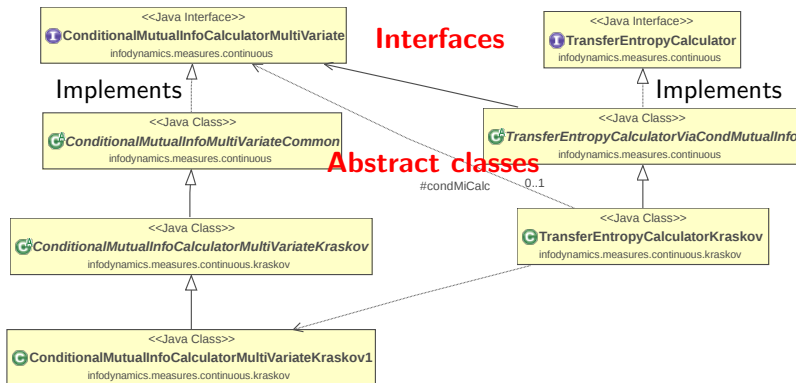 <<Java Interface>>
ConditionalMutualInfoCalculatorMultiVariate
infodynamics.measures.continuous
Interfaces
<<Java Interface>>
TransferEntropyCalculator
infodynamics.measures.continuous
Implements
Implements
<<Java Class>>
ConditionalMutualInfoMultiVariateCommon
infodynamics.measures.continuous
<<Java Class>>
TransferEntropyCalculatorViaCondMutualInfo
infodynamics.measures.continuous
Abstract classes
#condMiCalc
0..1
<<Java Class>>
ConditionalMutualInfoCalculatorMultiVariateKraskov
infodynamics.measures.continuous.kraskov
<<Java Class>>
TransferEntropyCalculatorKraskov
infodynamics.measures.continuous.kraskov
<<Java Class>>
ConditionalMutualInfoCalculatorMultiVariateKraskov1
infodynamics.measures.continuous.kraskov